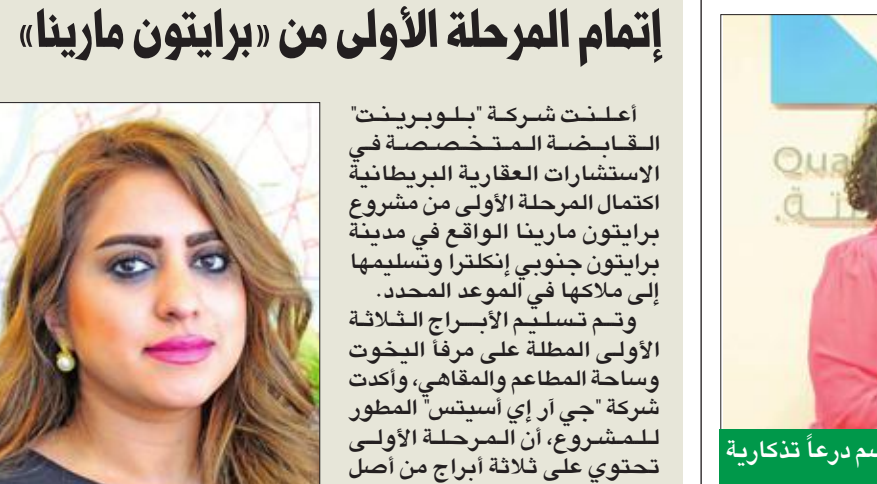 إتمام المرحلة الأولى من «برايتون مارينا»
أعلنت شركة "بلوبرينت"
القابضة المتخصصة في
الاستشارات العقارية البريطانية
اكتمال المرحلة الأولى من مشروع
برايتون مارينا الواقع في مدينة
برايتون جنوبي إنكلترا وتسليمها
إلى ملاكها في الموعد المحدد.
وتم تسليم الأبراج الثلاثة
الأولى المطلة على مرفأ اليخوت
وساحة المطاعم والمقاهي، وأكدت
شركة "جي آر إي أسيتس" المطور
للمشروع، أن المرحلة الأولى
تحتوي على ثلاثة أبراج من أصل
Qua
سم درعاً تذكارية